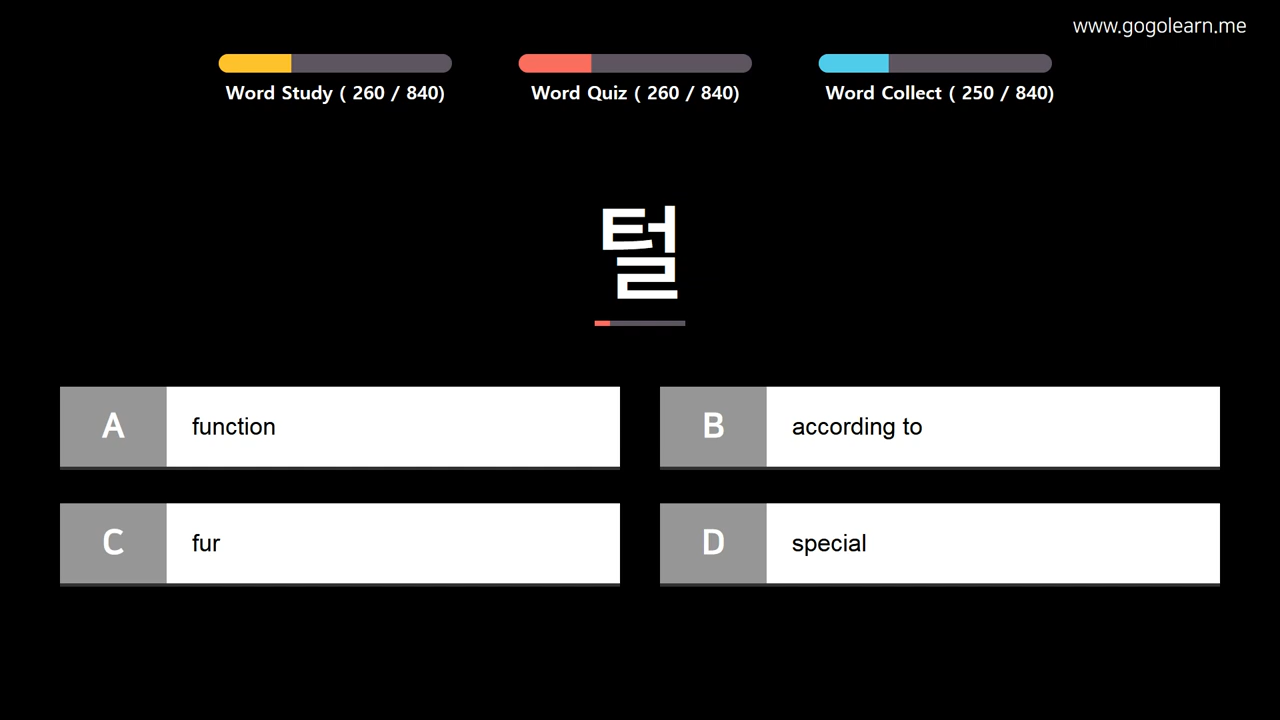 www.gogolearn.me
Word Study ( 260 / 840)
Word Quiz ( 260 / 840)
Word Collect ( 250 / 840)
털
A function
B according to
C fur
D special